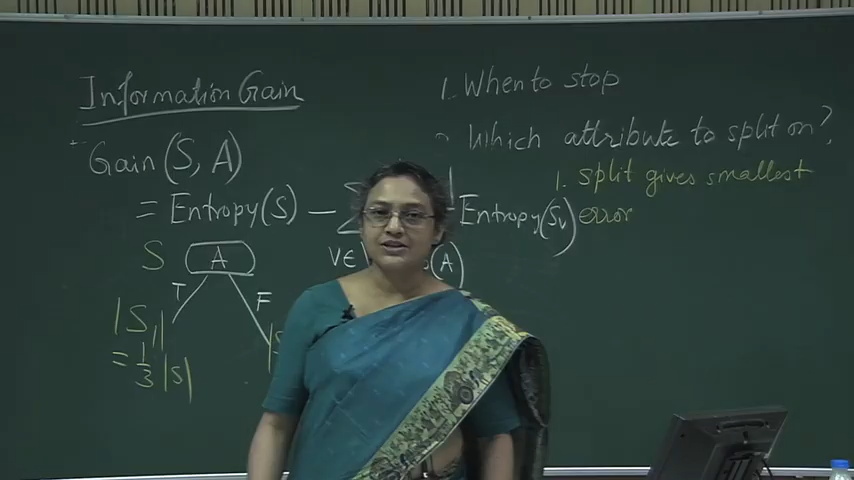 Information Gain
Gain (S, A)
= Entropy (S) — Σ Entropy (Sv)
V ∈ (A)
S A
T F
|S₁|
= 1/3 |S|
1. When to stop
Which attribute to split on?
1. split gives smallest
error